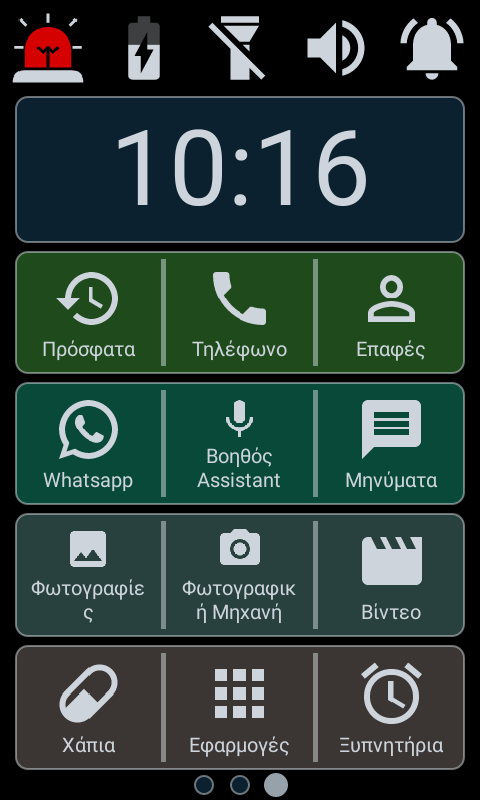 10:16
Πρόσφατα
Τηλέφωνο
Επαφές
Whatsapp
Βοηθός
Assistant
Μηνύματα
Φωτογραφίε
ς
Φωτογραφικ
ή Μηχανή
Βίντεο
Χάπια
Εφαρμογές
Ξυπνητήρια